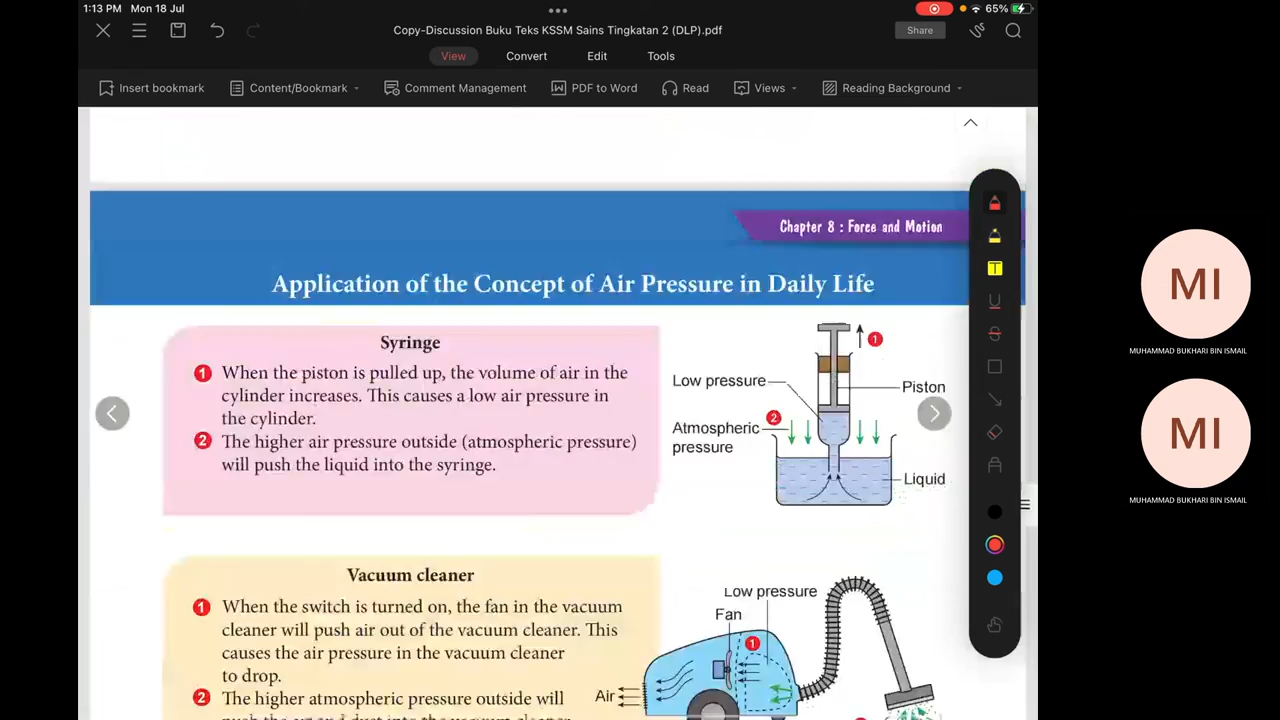 1:13 PM Mon 18 Jul
65%
Copy-Discussion Buku Teks KSSM Sains Tingkatan 2 (DLP).pdf
Share
View Convert Edit Tools
Insert bookmark Content/Bookmark Comment Management PDF to Word Read Views Reading Background
Chapter 8 : Force and Motion
Application of the Concept of Air Pressure in Daily Life
Syringe
1 When the piston is pulled up, the volume of air in the
cylinder increases. This causes a low air pressure in
the cylinder.
2 The higher air pressure outside (atmospheric pressure)
will push the liquid into the syringe.
1
Low pressure
Piston
2
Atmospheric
pressure
Liquid
Vacuum cleaner
1 When the switch is turned on, the fan in the vacuum
cleaner will push air out of the vacuum cleaner. This
causes the air pressure in the vacuum cleaner
to drop.
2 The higher atmospheric pressure outside will
Low pressure
Fan
1
Air
T
MI
MUHAMMAD BUKHARI BIN ISMAIL
MI
MUHAMMAD BUKHARI BIN ISMAIL